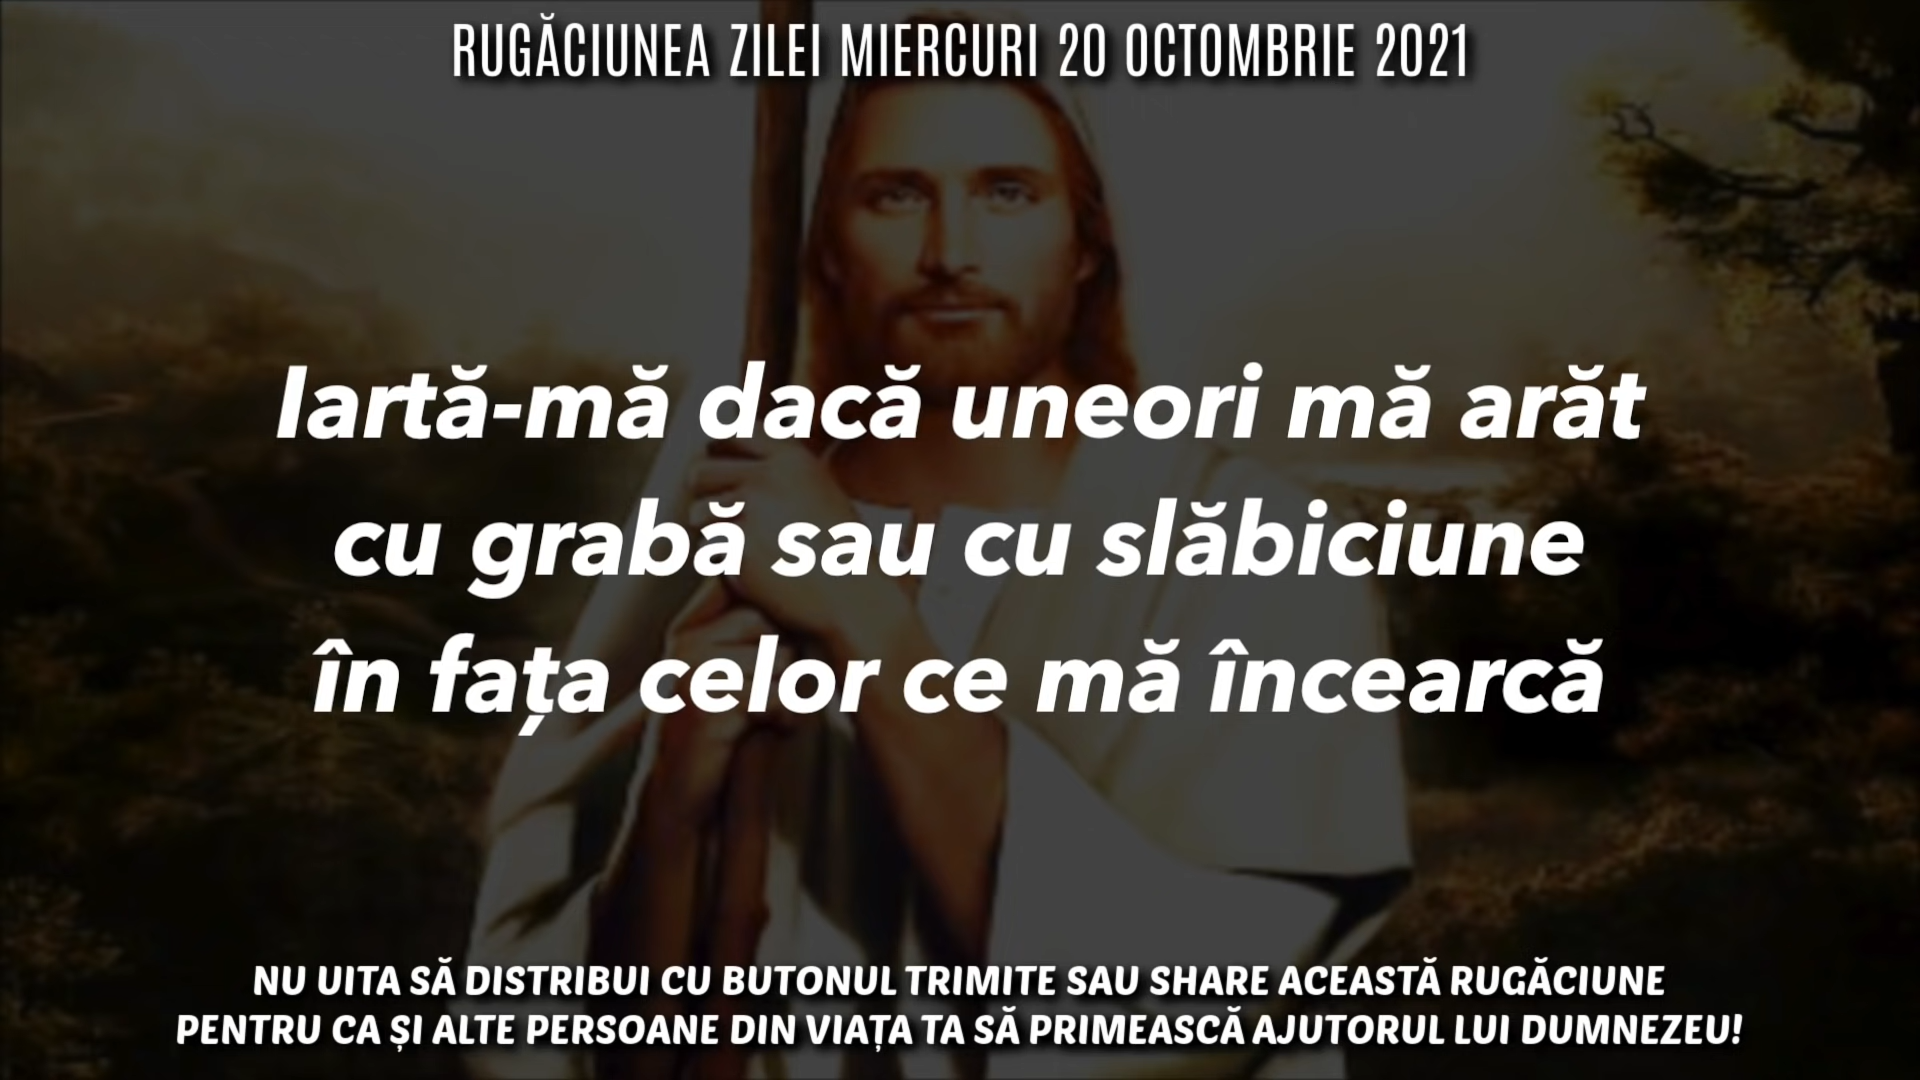 RUGĂCIUNEA ZILEI MIERCURI 20 OCTOMBRIE 2021
Iartă-mă dacă uneori mă arăt
cu grabă sau cu slăbiciune
în fața celor ce mă încearcă
NU UITA SĂ DISTRIBUI CU BUTONUL TRIMITE SAU SHARE ACEASTĂ RUGĂCIUNE
PENTRU CA ȘI ALTE PERSOANE DIN VIAȚA TA SĂ PRIMEASCĂ AJUTORUL LUI DUMNEZEU!